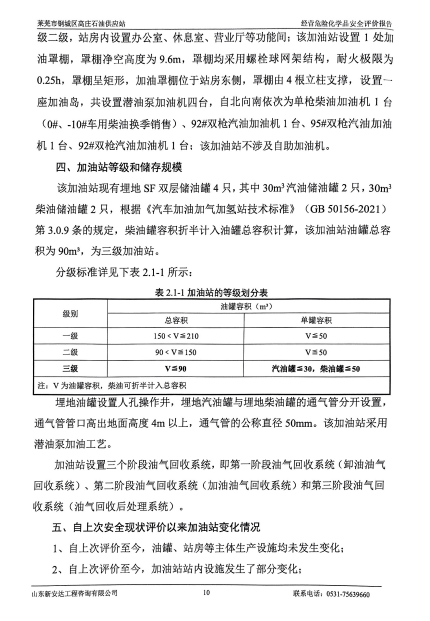 莱芜市钢城区高庄石油供应站 经营危险化学品安全评价报告
级二级，站房内设置办公室、休息室、营业厅等功能间；该加油站设置 1 处加
油罩棚，罩棚净空高度为 9.6m，罩棚均采用螺栓球网架结构，耐火极限为
0.25h，罩棚呈矩形，加油罩棚位于站房东侧，罩棚由 4 根立柱支撑，设置一
座加油岛，共设置潜油泵加油机四台，自北向南依次为单枪柴油加油机 1 台
（0#、-10#车用柴油换季销售）、92#双枪汽油加油机 1 台、95#双枪汽油加油
机 1 台、92#双枪汽油加油机 1 台；该加油站不涉及自助加油机。
四、加油站等级和储存规模
该加油站现有埋地 SF 双层储油罐 4 只，其中 30m³ 汽油储油罐 2 只，30m³
柴油储油罐 2 只，根据《汽车加油加气加氢站技术标准》（GB 50156-2021）
第 3.0.9 条的规定，柴油罐容积折半计入油罐总容积计算，该加油站油罐总容
积为 90m³，为三级加油站。
分级标准详见下表 2.1-1 所示：
表 2.1-1 加油站的等级划分表
级别 油罐容积（m³）
总容积 单罐容积
一级 150＜V≦210 V≦50
二级 90＜V≦150 V≦50
三级 V≦90 汽油罐≦30，柴油罐≦50
注：V 为油罐容积，柴油可折半计入总容积
埋地油罐设置人孔操作井，埋地汽油罐与埋地柴油罐的通气管分开设置，
通气管管口高出地面高度 4m 以上，通气管的公称直径 50mm。该加油站采用
潜油泵加油工艺。
加油站设置三个阶段油气回收系统，即第一阶段油气回收系统（卸油油气
回收系统）、第二阶段油气回收系统（加油油气回收系统）和第三阶段油气回
收系统（油气回收后处理系统）。
五、自上次安全现状评价以来加油站变化情况
1、自上次评价至今，油罐、站房等主体生产设施均未发生变化；
2、自上次评价至今，加油站站内设施发生了部分变化；
山东新安达工程咨询有限公司 10 联系电话：0531-75639660